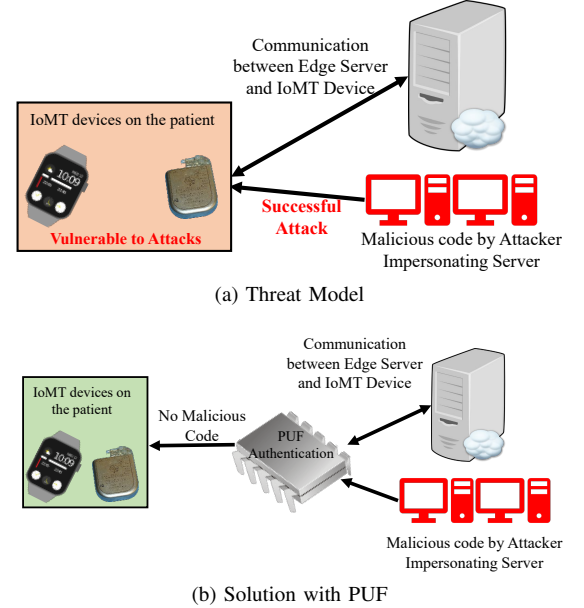 Communication
between Edge Server
and IoMT Device
IoMT devices on the patient
10:09
Vulnerable to Attacks
Successful
Attack
Malicious code by Attacker
Impersonating Server
(a) Threat Model
Communication
between Edge Server
and IoMT Device
IoMT devices on
the patient
10:09
No Malicious
Code
PUF
Authentication
Malicious code by Attacker
Impersonating Server
(b) Solution with PUF